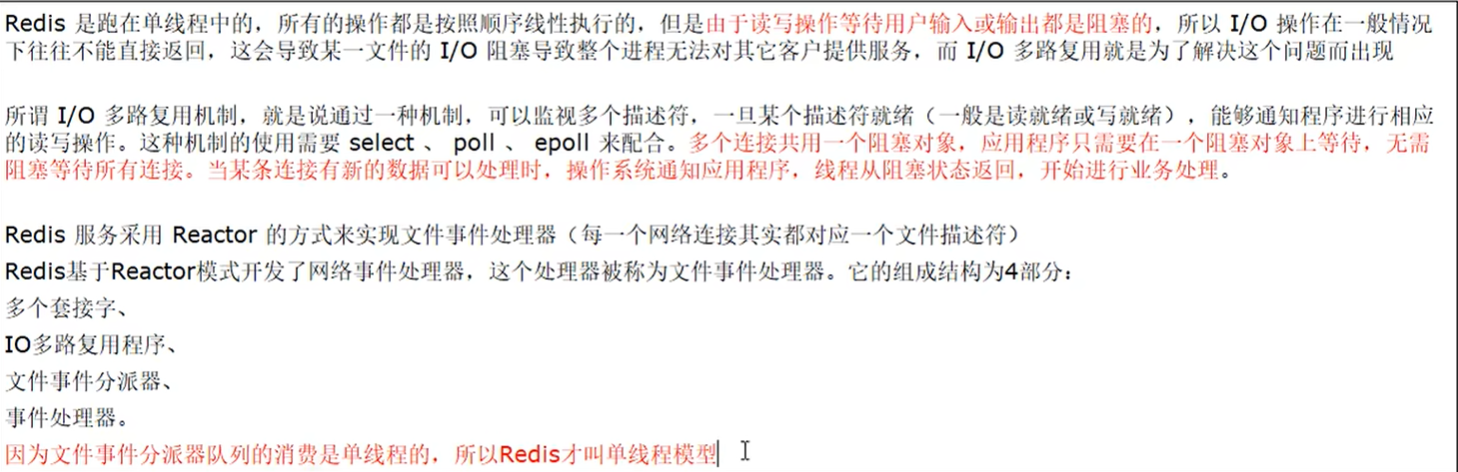 Redis 是跑在单线程中的，所有的操作都是按照顺序线性执行的，但是由于读写操作等待用户输入或输出都是阻塞的，所以 I/O 操作在一般情况
下往往不能直接返回，这会导致某一文件的 I/O 阻塞导致整个进程无法对其它客户提供服务，而 I/O 多路复用就是为了解决这个问题而出现
所谓 I/O 多路复用机制，就是说通过一种机制，可以监视多个描述符，一旦某个描述符就绪（一般是读就绪或写就绪），能够通知程序进行相应
的读写操作。这种机制的使用需要 select 、 poll 、 epoll 来配合。多个连接共用一个阻塞对象，应用程序只需要在一个阻塞对象上等待，无需
阻塞等待所有连接。当某条连接有新的数据可以处理时，操作系统通知应用程序，线程从阻塞状态返回，开始进行业务处理。
Redis 服务采用 Reactor 的方式来实现文件事件处理器（每一个网络连接其实都对应一个文件描述符）
Redis基于Reactor模式开发了网络事件处理器，这个处理器被称为文件事件处理器。它的组成结构为4部分：
多个套接字、
IO多路复用程序、
文件事件分派器、
事件处理器。
因为文件事件分派器队列的消费是单线程的，所以Redis才叫单线程模型